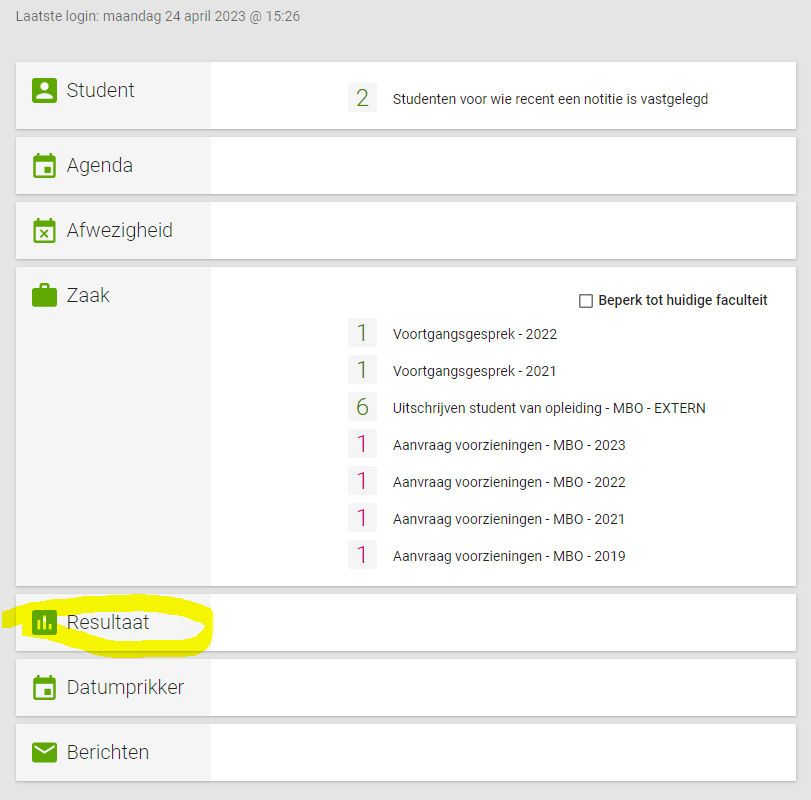 Laatste login: maandag 24 april 2023 @ 15:26
Student
2 Studenten voor wie recent een notitie is vastgelegd
Agenda
Afwezigheid
Zaak
Beperk tot huidige faculteit
1 Voortgangsgesprek - 2022
1 Voortgangsgesprek - 2021
6 Uitschrijven student van opleiding - MBO - EXTERN
1 Aanvraag voorzieningen - MBO - 2023
1 Aanvraag voorzieningen - MBO - 2022
1 Aanvraag voorzieningen - MBO - 2021
1 Aanvraag voorzieningen - MBO - 2019
Resultaat
Datumprikker
Berichten